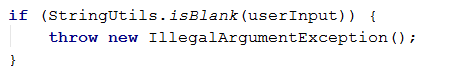 if (StringUtils.isBlank(userInput)) {
    throw new IllegalArgumentException();
}